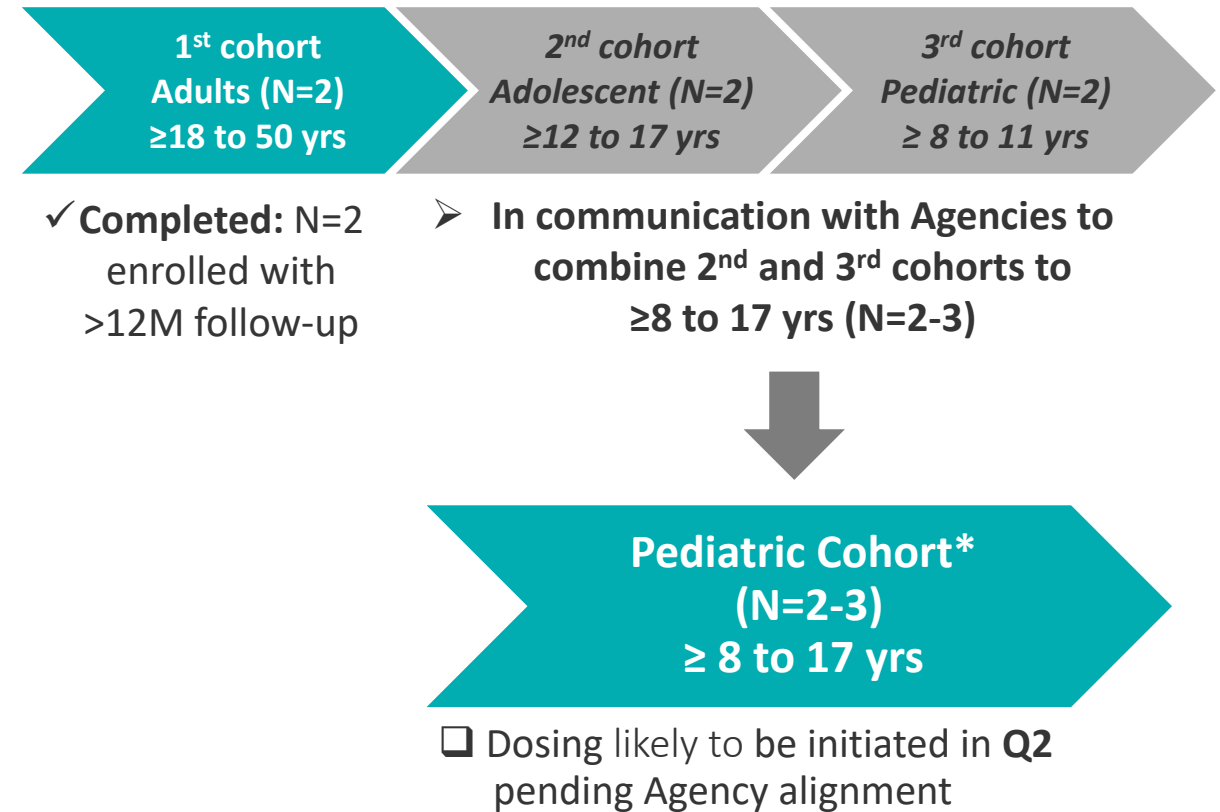 1st cohort
Adults (N=2)
≥18 to 50 yrs
2nd cohort
Adolescent (N=2)
≥12 to 17 yrs
3rd cohort
Pediatric (N=2)
≥ 8 to 11 yrs
✓ Completed: N=2
enrolled with
>12M follow-up
➢ In communication with Agencies to
combine 2nd and 3rd cohorts to
≥8 to 17 yrs (N=2-3)
Pediatric Cohort*
(N=2-3)
≥ 8 to 17 yrs
❑ Dosing likely to be initiated in Q2
pending Agency alignment